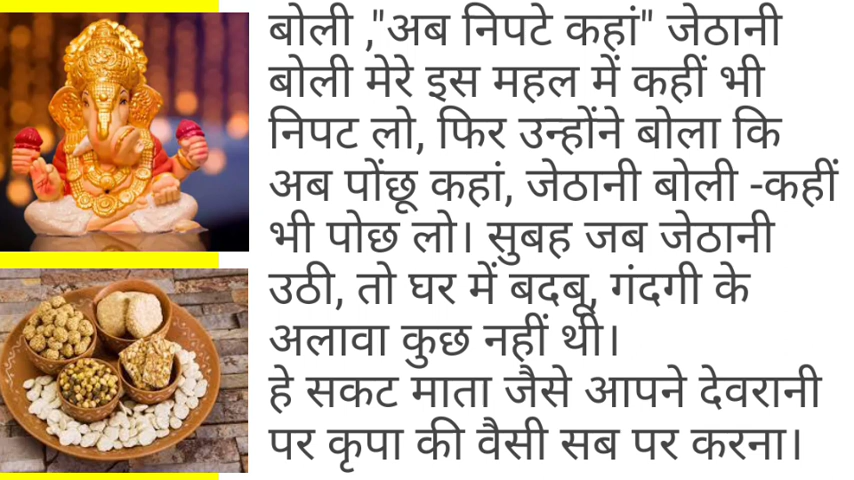 बोली ,"अब निपटे कहां" जेठानी
बोली मेरे इस महल में कहीं भी
निपट लो, फिर उन्होंने बोला कि
अब पोंछू कहां, जेठानी बोली -कहीं
भी पोछ लो। सुबह जब जेठानी
उठी, तो घर में बदबू, गंदगी के
अलावा कुछ नहीं थी।
हे सकट माता जैसे आपने देवरानी
पर कृपा की वैसी सब पर करना।